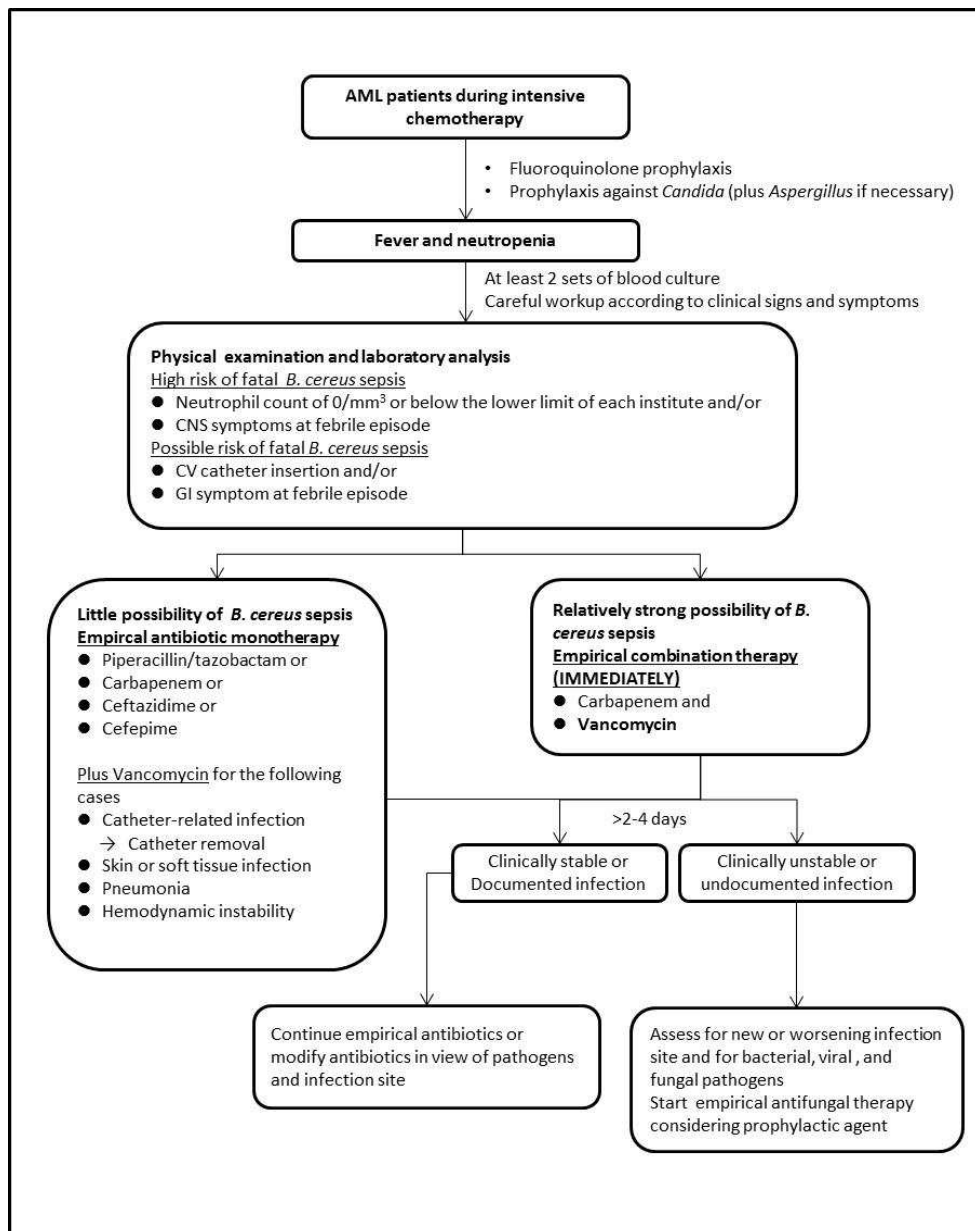 AML patients during intensive
chemotherapy
• Fluoroquinolone prophylaxis
• Prophylaxis against Candida (plus Aspergillus if necessary)
Fever and neutropenia
At least 2 sets of blood culture
Careful workup according to clinical signs and symptoms
Physical examination and laboratory analysis
High risk of fatal B. cereus sepsis
● Neutrophil count of 0/mm³ or below the lower limit of each institute and/or
● CNS symptoms at febrile episode
Possible risk of fatal B. cereus sepsis
● CV catheter insertion and/or
● GI symptom at febrile episode
Little possibility of B. cereus sepsis
Empircal antibiotic monotherapy
● Piperacillin/tazobactam or
● Carbapenem or
● Ceftazidime or
● Cefepime
Plus Vancomycin for the following
cases
● Catheter-related infection
→ Catheter removal
● Skin or soft tissue infection
● Pneumonia
● Hemodynamic instability
Relatively strong possibility of B.
cereus sepsis
Empirical combination therapy
(IMMEDIATELY)
● Carbapenem and
● Vancomycin
>2-4 days
Clinically stable or
Documented infection
Clinically unstable or
undocumented infection
Continue empirical antibiotics or
modify antibiotics in view of pathogens
and infection site
Assess for new or worsening infection
site and for bacterial, viral , and
fungal pathogens
Start empirical antifungal therapy
considering prophylactic agent